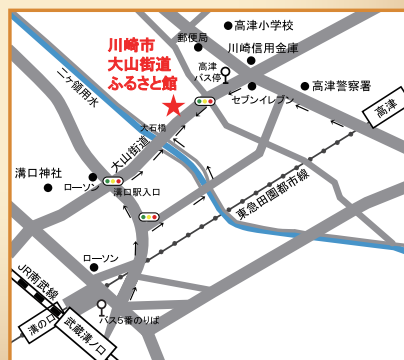 高津小学校
郵便局
川崎信用金庫
川崎市
大山街道
ふるさと館
高津
バス停
高津警察署
セブンイレブン
高津
二ヶ領用水
大石橋
大山街道
溝口神社
ローソン
溝口駅入口
東急田園都市線
ローソン
JR南武線
バス5番のりば
溝の口
武蔵溝ノ口